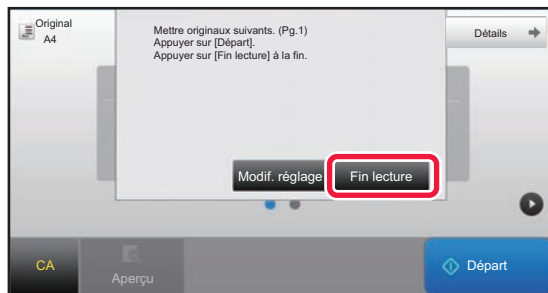 Original
A4
Mettre originaux suivants. (Pg.1)
Appuyer sur [Départ].
Appuyer sur [Fin lecture] à la fin.
Détails
Modif. réglage
Fin lecture
CA
Aperçu
Départ